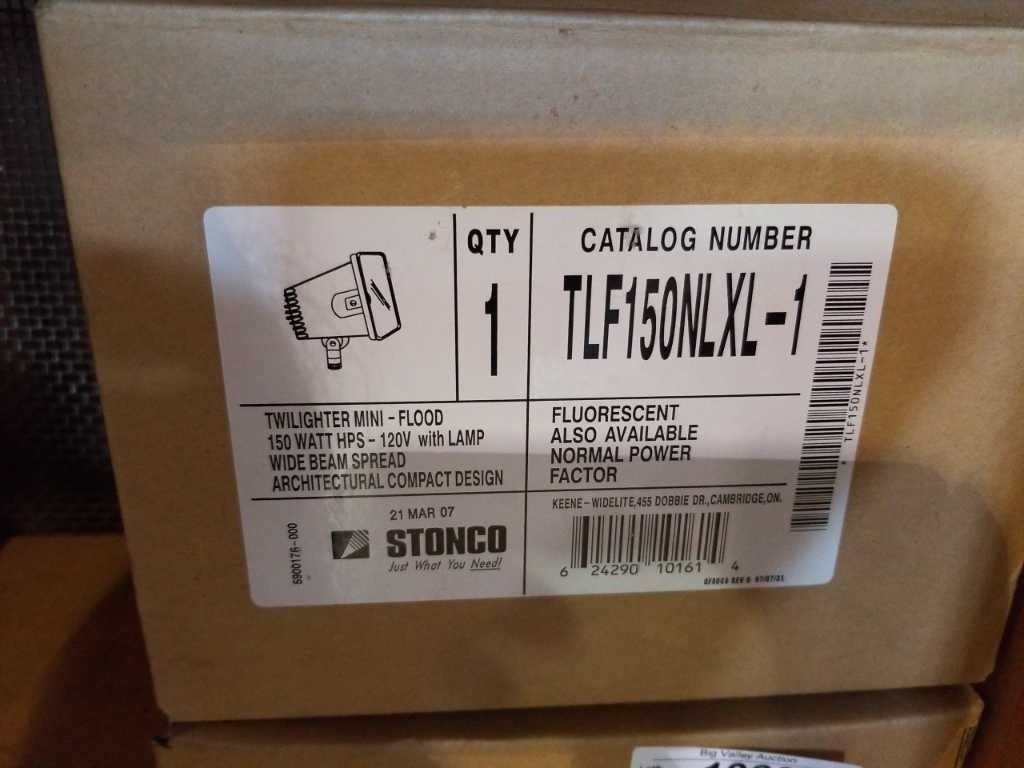 QTY
1
CATALOG NUMBER
TLF150NLXL-1
*TLF150NLXL-1*
TWILIGHTER MINI - FLOOD
150 WATT HPS - 120V with LAMP
WIDE BEAM SPREAD
ARCHITECTURAL COMPACT DESIGN
FLUORESCENT
ALSO AVAILABLE
NORMAL POWER
FACTOR
5900176-D00
21 MAR 07
STONCO
Just What You Need!
KEENE - WIDELITE,455 DOBBIE DR.,CAMBRIDGE,ON.
6 24290 10161 4
Big Valley Auction